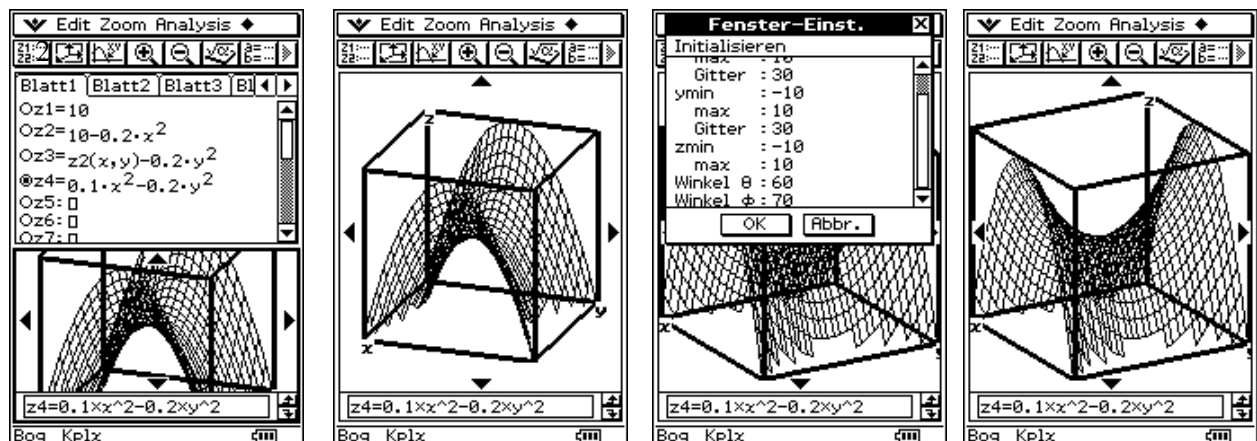 Edit Zoom Analysis
Blatt1 Blatt2 Blatt3 Bl
z1=10
z2=10-0.2·x²
z3=z2(x,y)-0.2·y²
z4=0.1·x²-0.2·y²
z5:
z6:
z7:
z4=0.1×x^2-0.2×y^2
Bog Kplx
Edit Zoom Analysis
z
x
y
z4=0.1×x^2-0.2×y^2
Bog Kplx
Fenster-Einst.
Initialisieren
max : 10
Gitter : 30
ymin : -10
max : 10
Gitter : 30
zmin : -10
max : 10
Winkel θ : 60
Winkel φ : 70
OK Abbr.
x
z4=0.1×x^2-0.2×y^2
Bog Kplx
Edit Zoom Analysis
z
x
z4=0.1×x^2-0.2×y^2
Bog Kplx